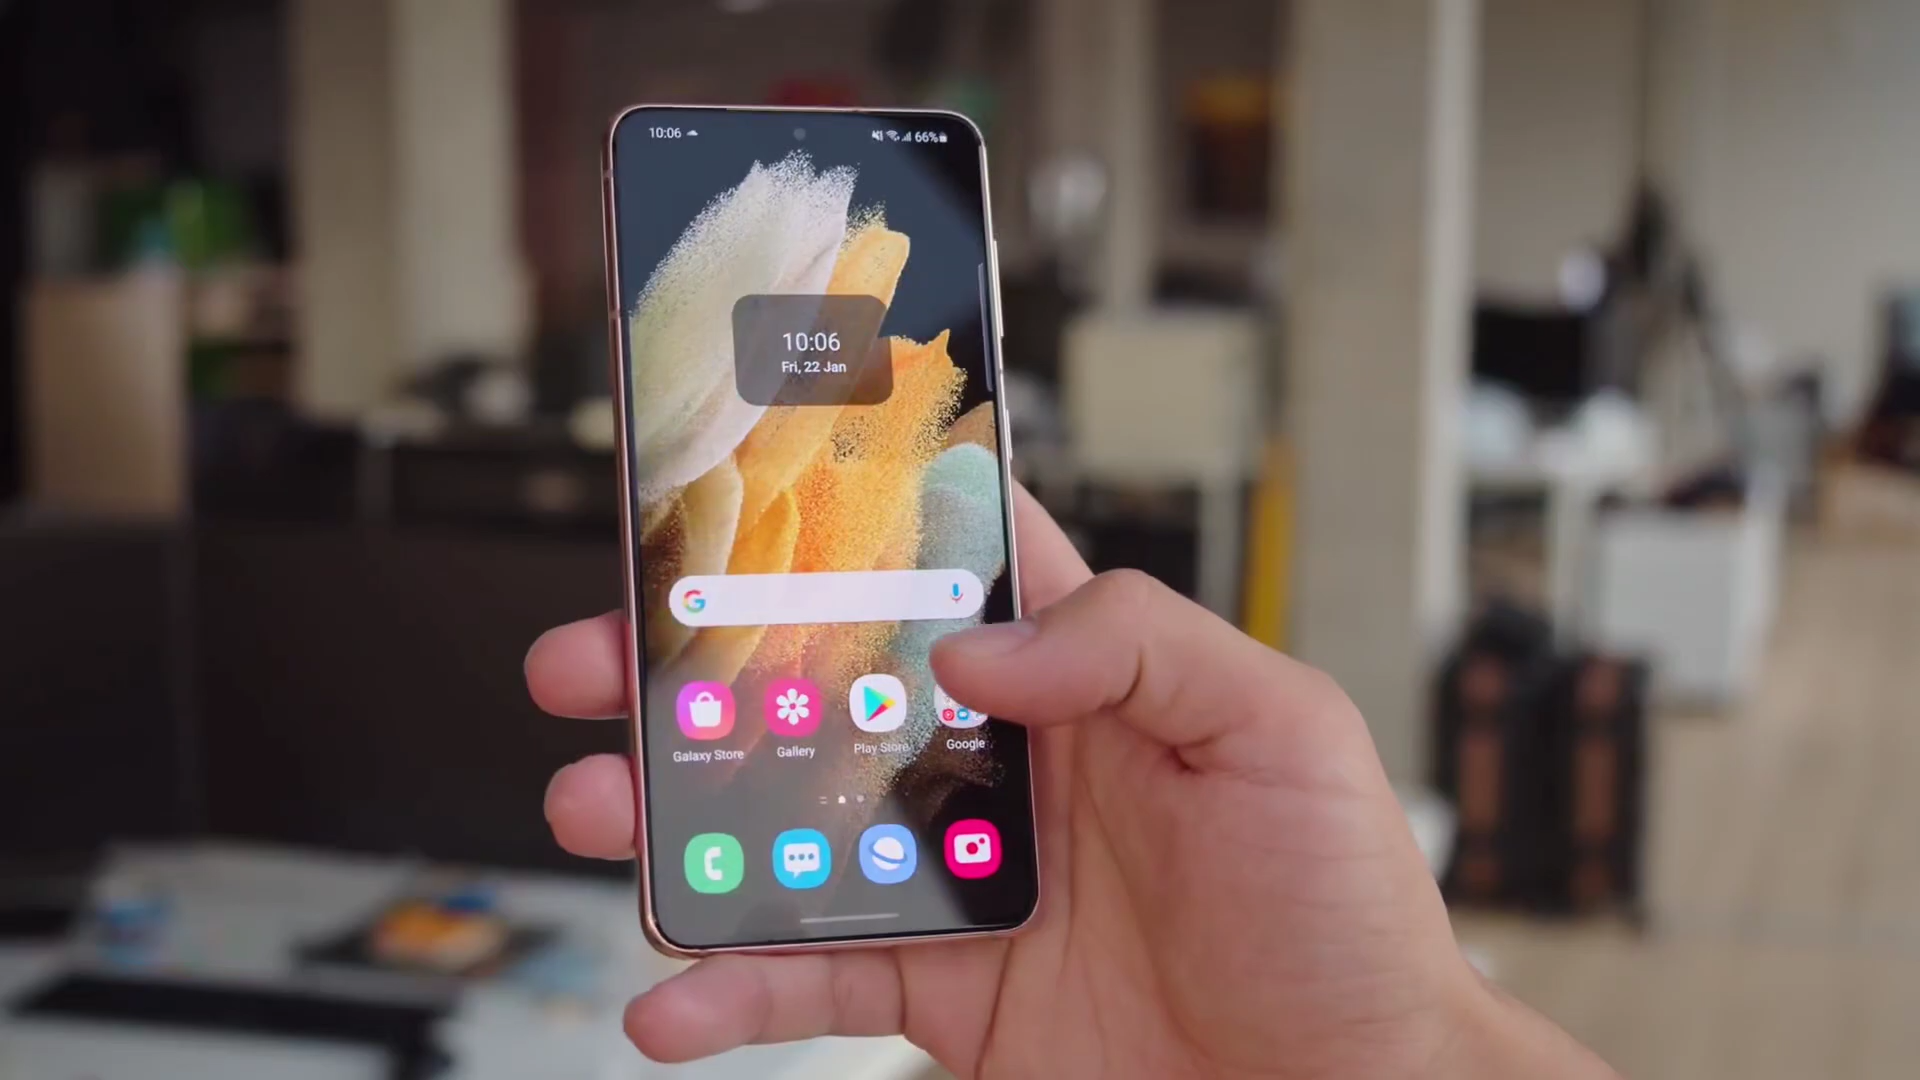 10:06
66%
10:06
Fri, 22 Jan
Galaxy Store
Gallery
Play Store
Google